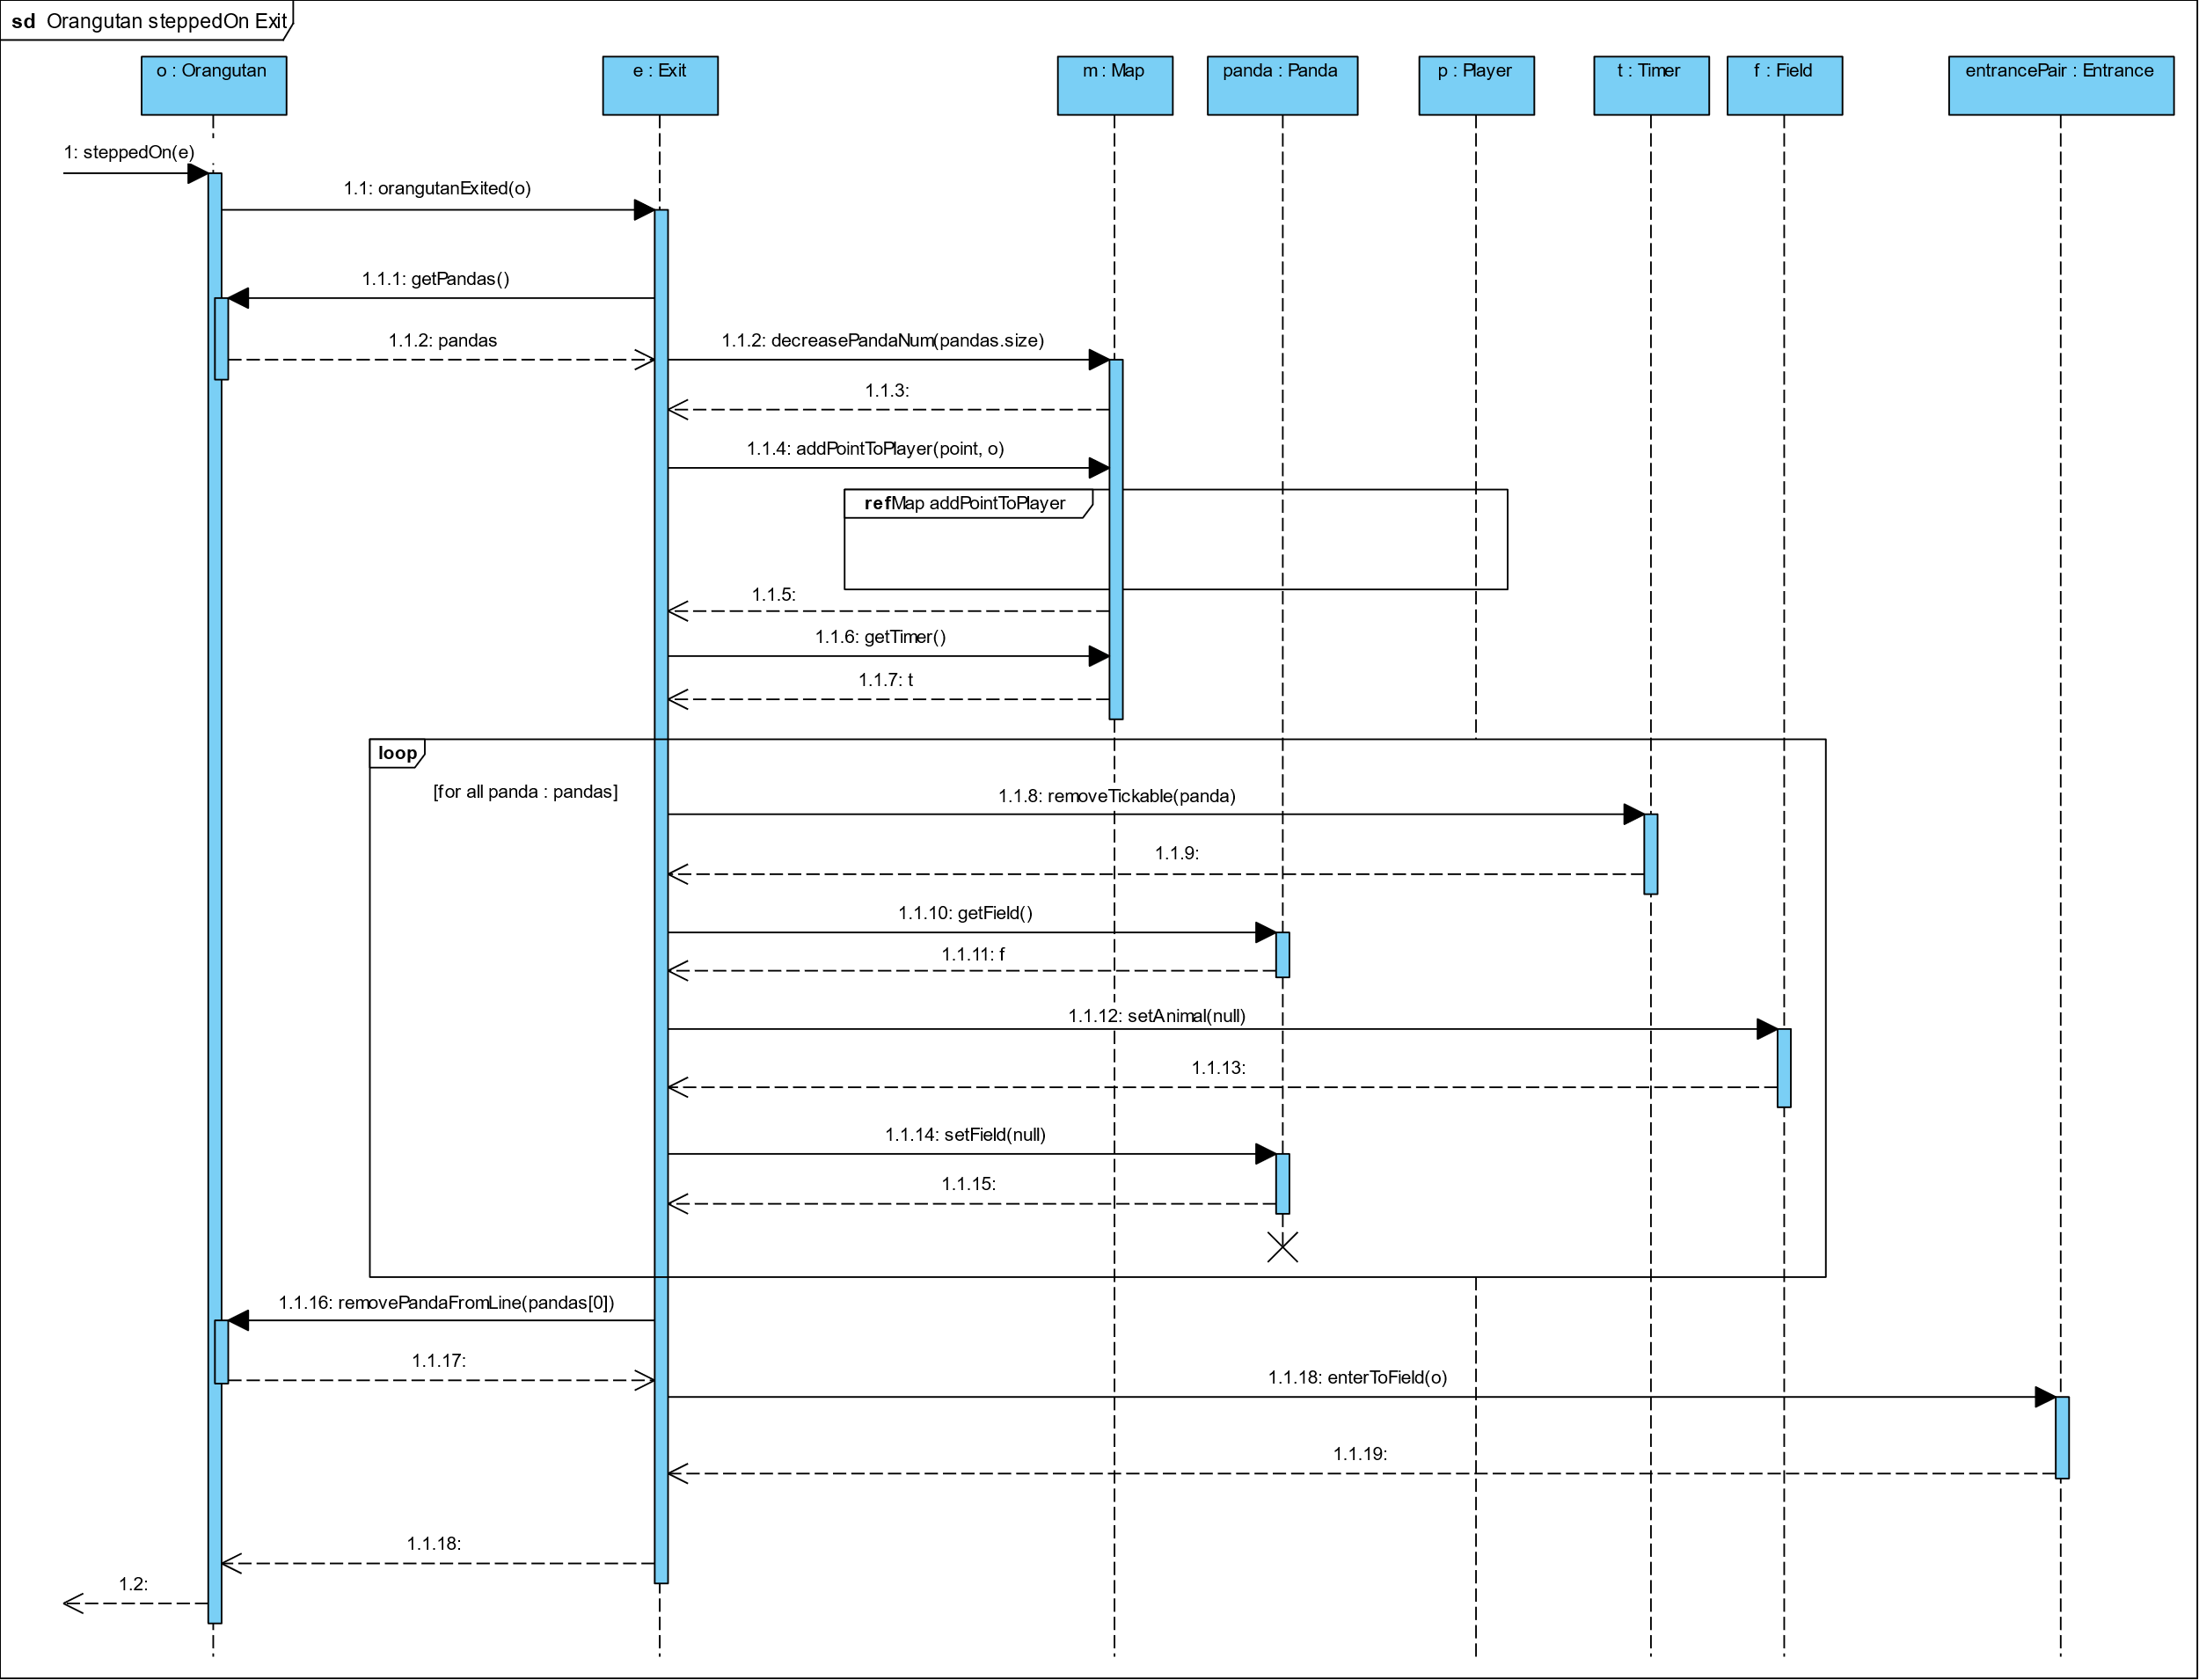 sd Orangutan steppedOn Exit
o : Orangutan
e : Exit
m : Map
panda : Panda
p : Player
t : Timer
f : Field
entrancePair : Entrance
1: steppedOn(e)
1.1: orangutanExited(o)
1.1.1: getPandas()
1.1.2: pandas
1.1.2: decreasePandaNum(pandas.size)
1.1.3:
1.1.4: addPointToPlayer(point, o)
refMap addPointToPlayer
1.1.5:
1.1.6: getTimer()
1.1.7: t
loop
[for all panda : pandas]
1.1.8: removeTickable(panda)
1.1.9:
1.1.10: getField()
1.1.11: f
1.1.12: setAnimal(null)
1.1.13:
1.1.14: setField(null)
1.1.15:
1.1.16: removePandaFromLine(pandas[0])
1.1.17:
1.1.18: enterToField(o)
1.1.19:
1.1.18:
1.2: